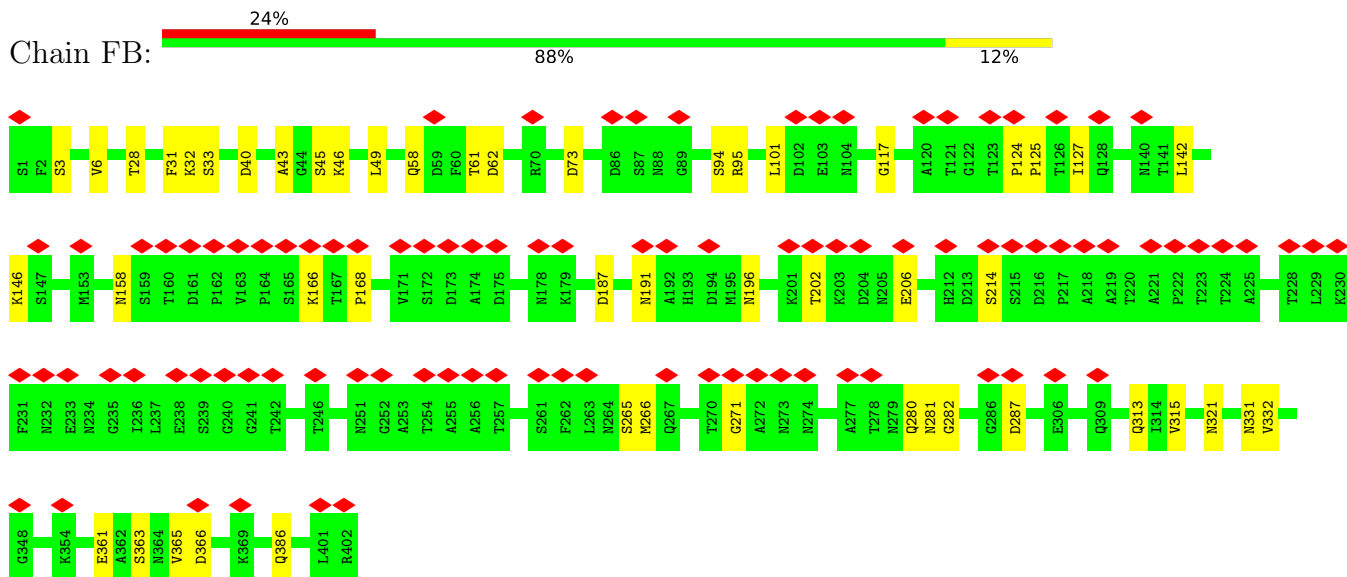 24%
Chain FB:
88% 12%
S1 F2 S3 V6 T28 F31 K32 S33 D40 A43 G44 S45 K46 L49 Q58 D59 F60 T61 D62 R70 D73 D86 S87 N88 G89 S94 R95 L101 D102 E103 N104 G117 A120 T121 G122 T123 P124 P125 T126 I127 Q128 N140 T141 L142
K146 S147 M153 N158 S159 T160 D161 P162 V163 P164 S165 K166 T167 P168 V171 S172 D173 A174 D175 N178 K179 D187 N191 A192 H193 D194 M195 N196 K201 T202 K203 D204 N205 E206 H212 D213 S214 S215 D216 P217 A218 A219 T220 A221 P222 T223 T224 A225 T228 L229 K230
F231 N232 E233 N234 G235 I236 L237 E238 S239 G240 G241 T242 T246 N251 G252 A253 T254 A255 A256 T257 S261 F262 L263 N264 S265 M266 Q267 T270 G271 A272 N273 N274 A277 T278 N279 Q280 N281 G282 G286 D287 E306 Q309 Q313 I314 V315 N321 N331 V332
G348 K354 E361 A362 S363 N364 V365 D366 K369 Q386 L401 R402